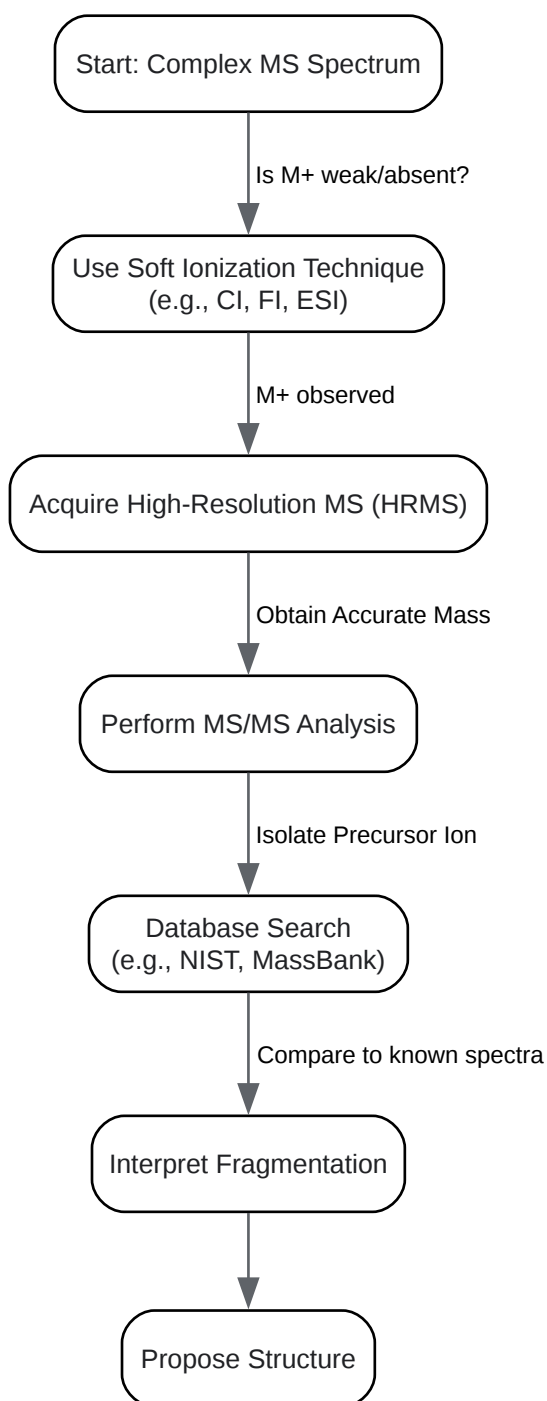 Start: Complex MS Spectrum
Is M+ weak/absent?
Use Soft Ionization Technique
(e.g., CI, FI, ESI)
M+ observed
Acquire High-Resolution MS (HRMS)
Obtain Accurate Mass
Perform MS/MS Analysis
Isolate Precursor Ion
Database Search
(e.g., NIST, MassBank)
Compare to known spectra
Interpret Fragmentation
Propose Structure